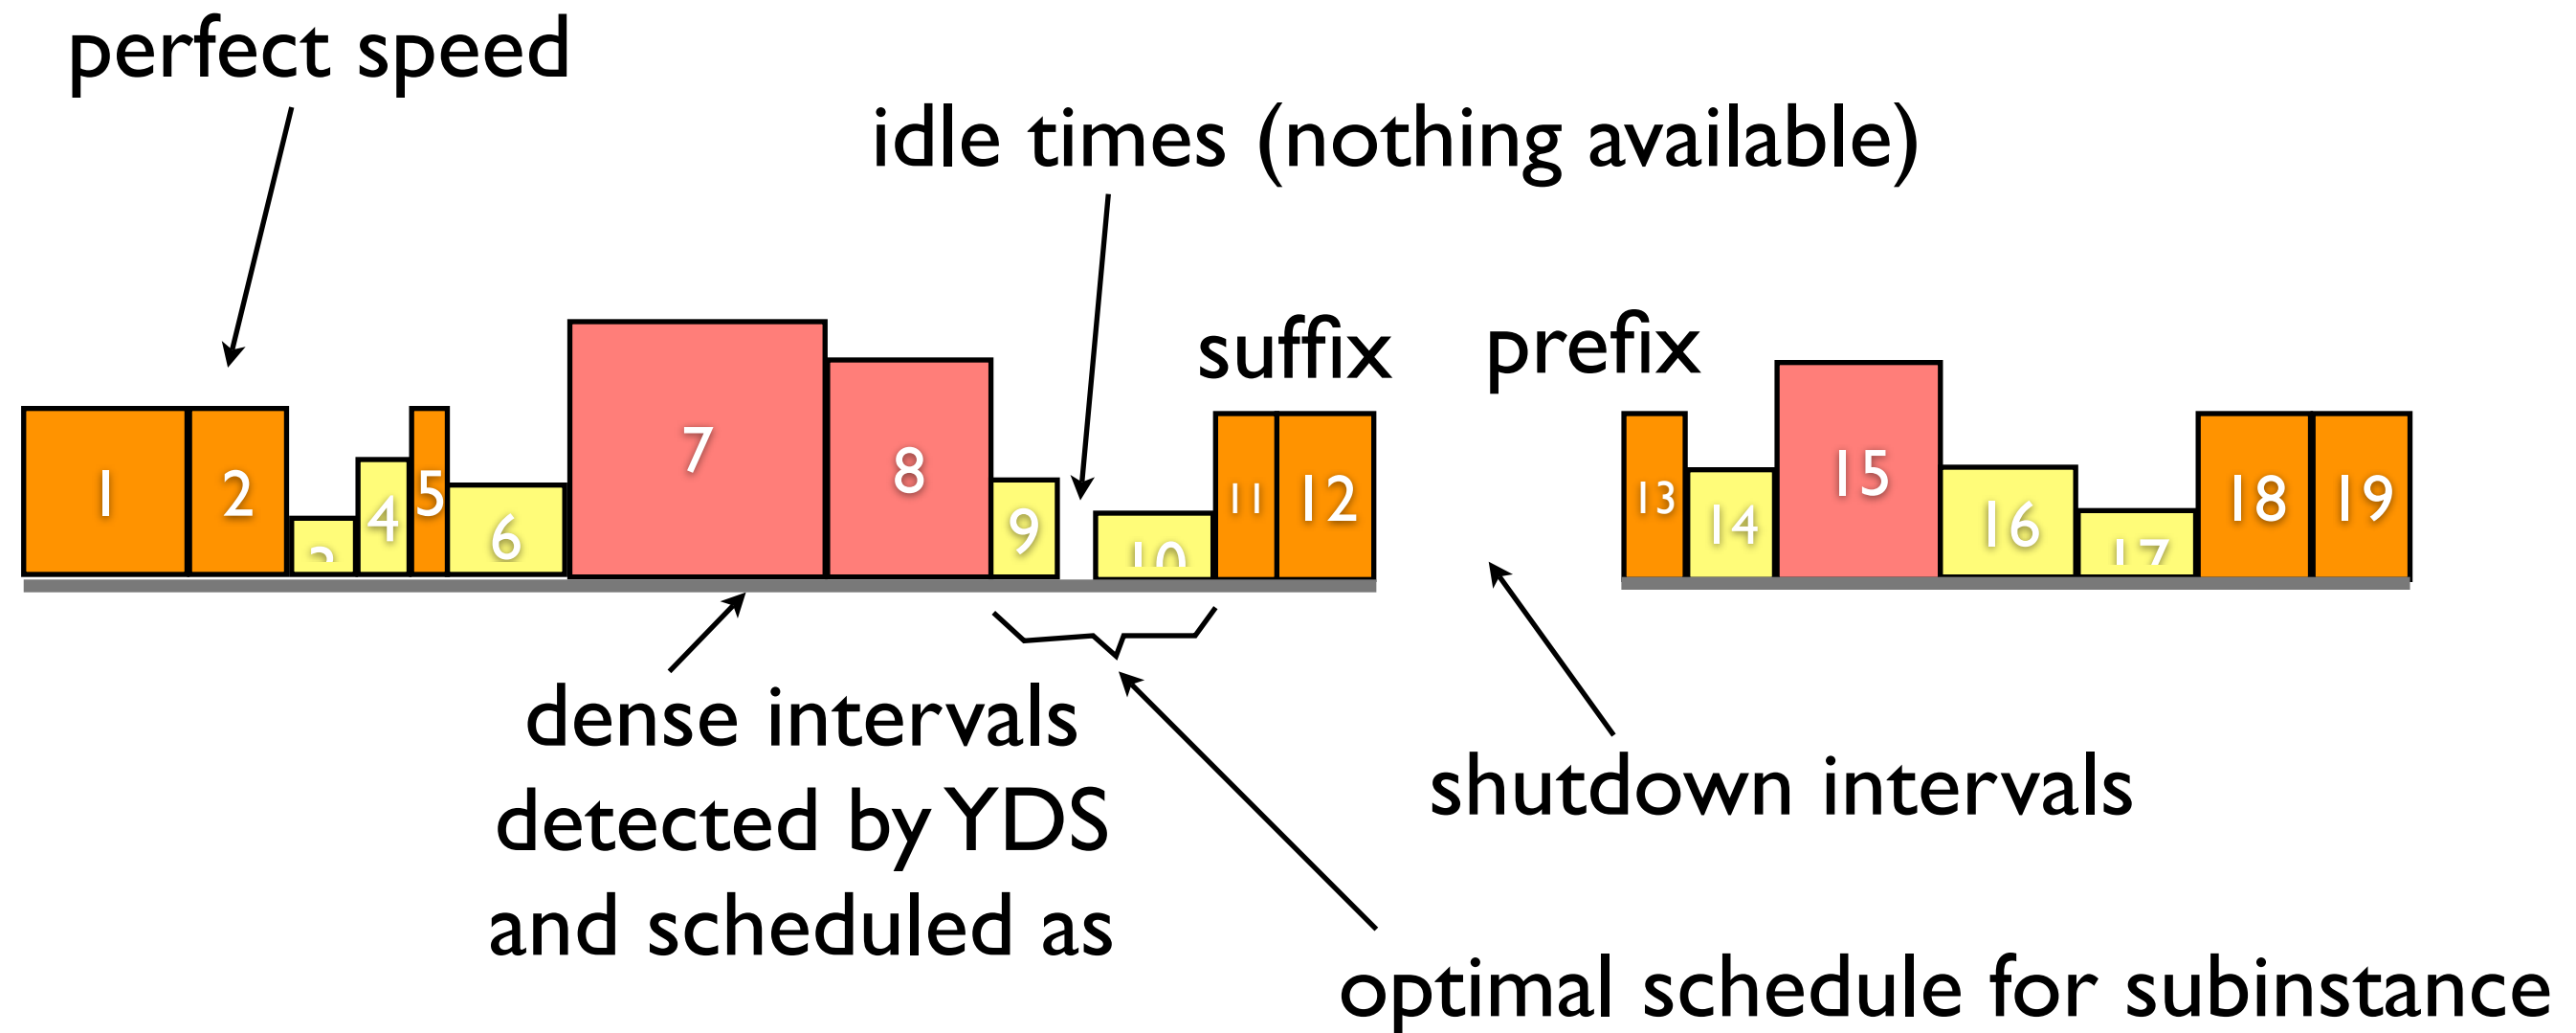 perfect speed
idle times (nothing available)
suffix
prefix
1
2
4
5
6
7
8
9
10
11
12
13
14
15
16
17
18
19
dense intervals
detected by YDS
and scheduled as
shutdown intervals
optimal schedule for subinstance